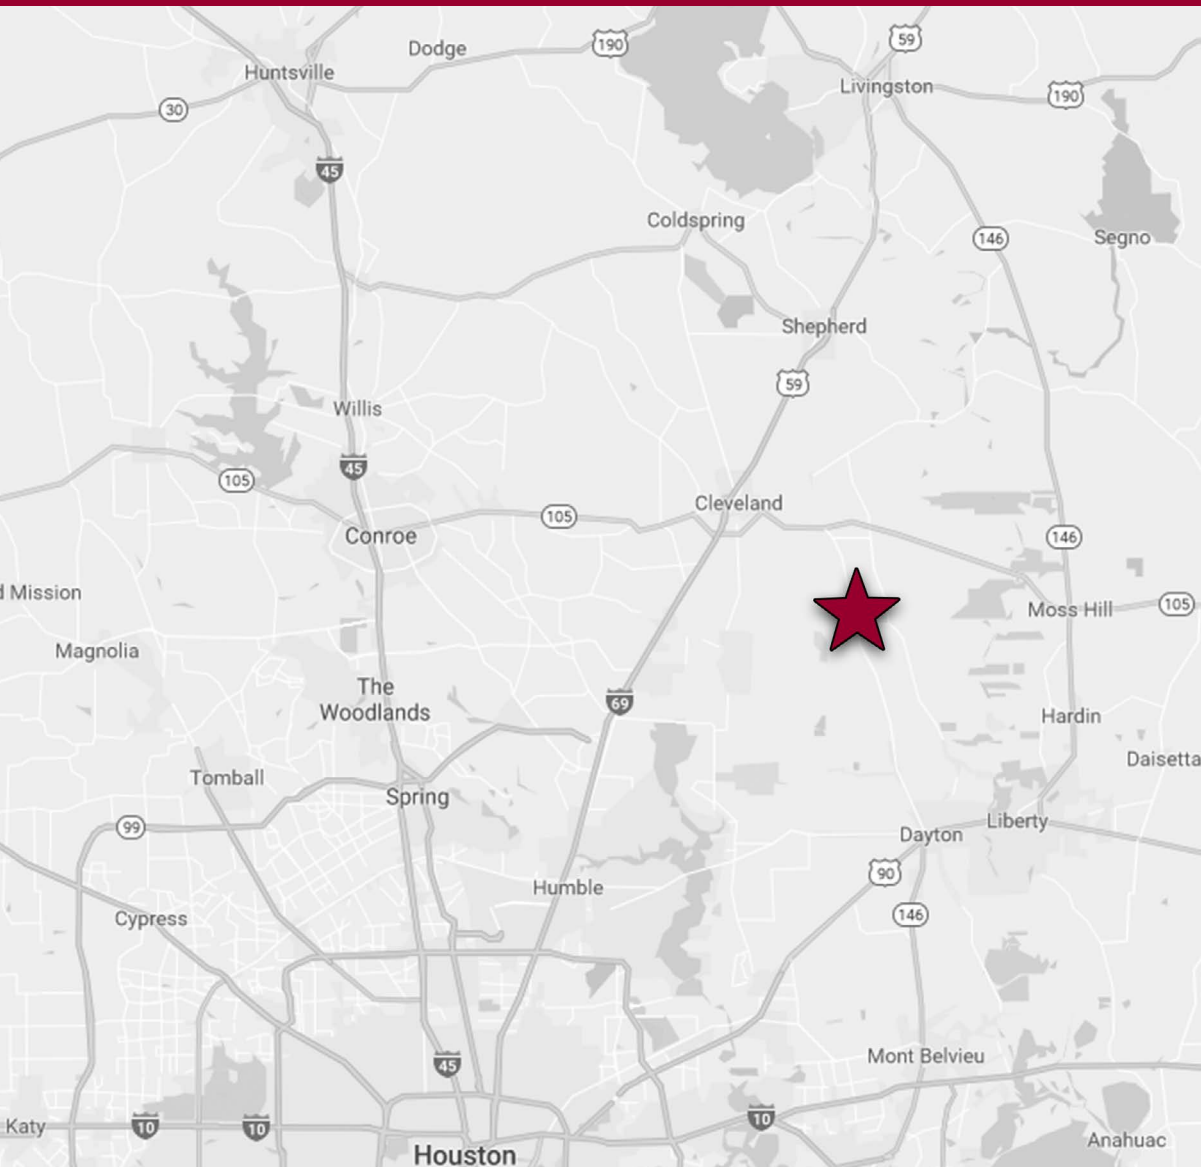 Dodge
190
59
Huntsville
Livingston
190
30
45
Coldspring
146
Segno
Shepherd
59
Willis
45
105
Cleveland
105
Conroe
146
d Mission
Moss Hill
105
Magnolia
The
Woodlands
69
Hardin
Daisetta
Tomball
Spring
99
Liberty
Dayton
90
Humble
146
Cypress
Mont Belvieu
45
10
Katy
10
10
Anahuac
Houston